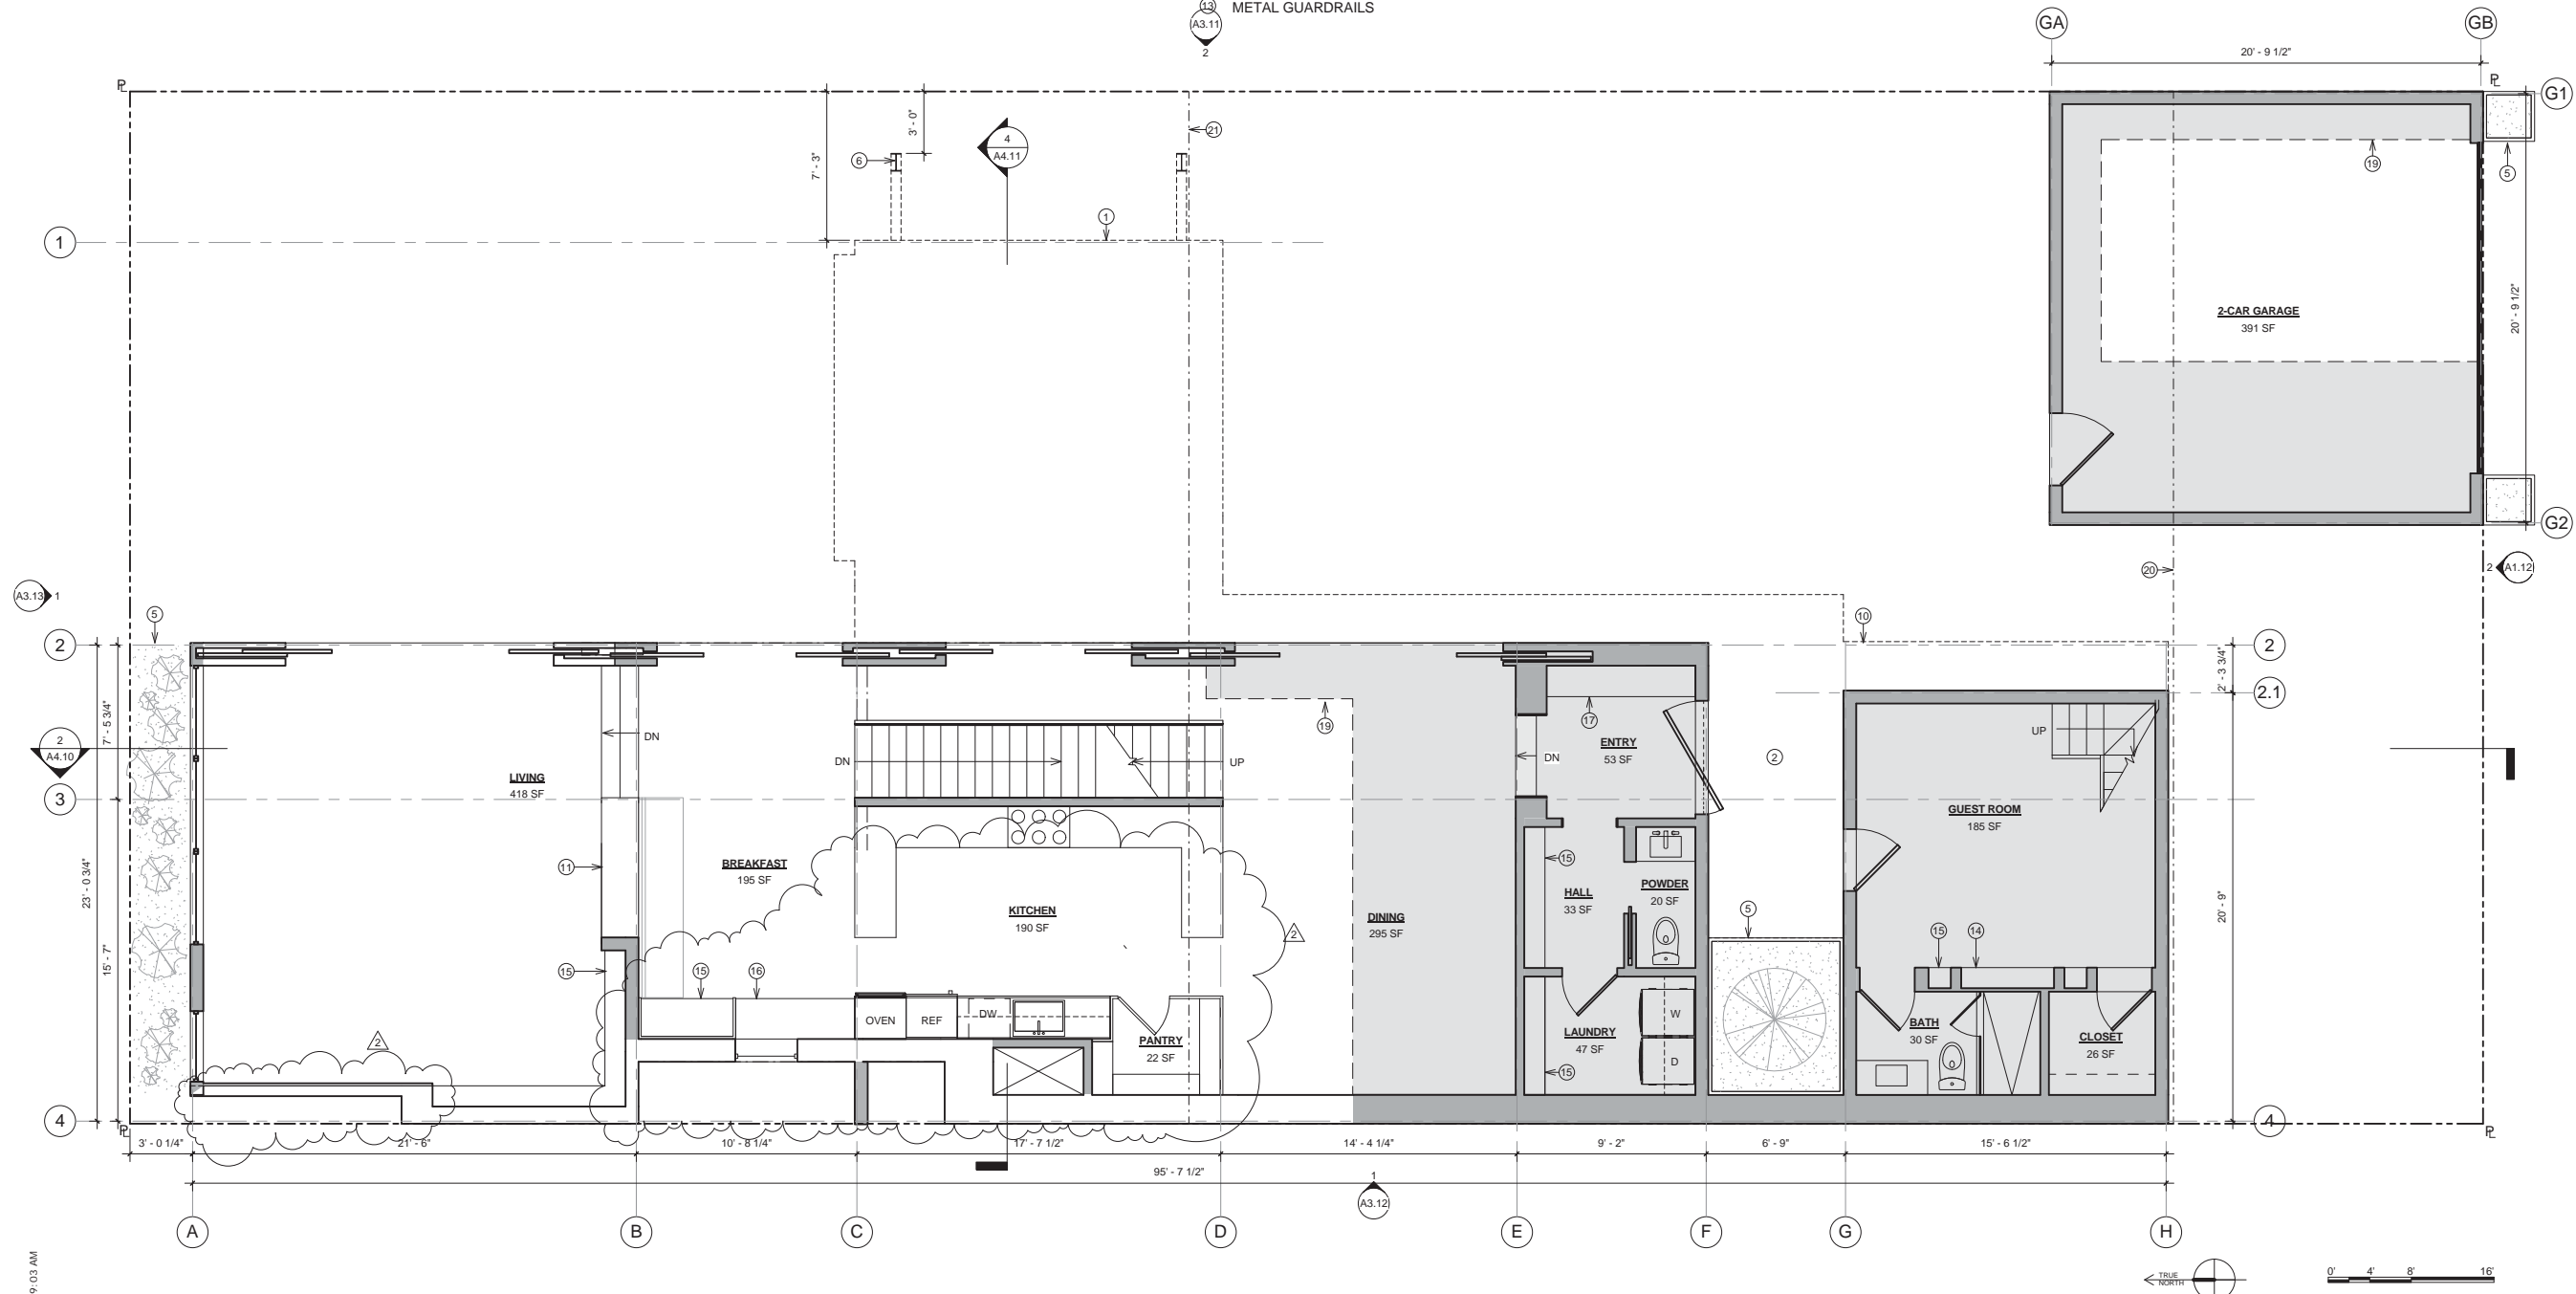 13 METAL GUARDRAILS
A3.11
2
GA
GB
20' - 9 1/2"
PL
PL
G1
3' - 0"
7' - 3"
21
4
A4.11
6
19
5
1
1
2-CAR GARAGE
391 SF
20' - 9 1/2"
G2
A3.13 1
20
2 A1.12
5
10
2
2
2' - 3 3/4"
2.1
7' - 5 3/4"
2
A4.10
DN
DN
UP
19
17
ENTRY
53 SF
DN
2
UP
LIVING
418 SF
3
GUEST ROOM
185 SF
11
BREAKFAST
195 SF
15
HALL
33 SF
POWDER
20 SF
23' - 0 3/4"
KITCHEN
190 SF
DINING
295 SF
2
5
20' - 9"
15' - 7"
15
15
16
15
14
OVEN
REF
DW
W
PANTRY
22 SF
LAUNDRY
47 SF
BATH
30 SF
CLOSET
26 SF
2
D
15
4
4
PL
PL
3' - 0 1/4"
21' - 6"
10' - 8 1/4"
17' - 7 1/2"
14' - 4 1/4"
9' - 2"
6' - 9"
15' - 6 1/2"
95' - 7 1/2"
1
A3.12
A
B
C
D
E
F
G
H
9:03 AM
TRUE
NORTH
0' 4' 8' 16'